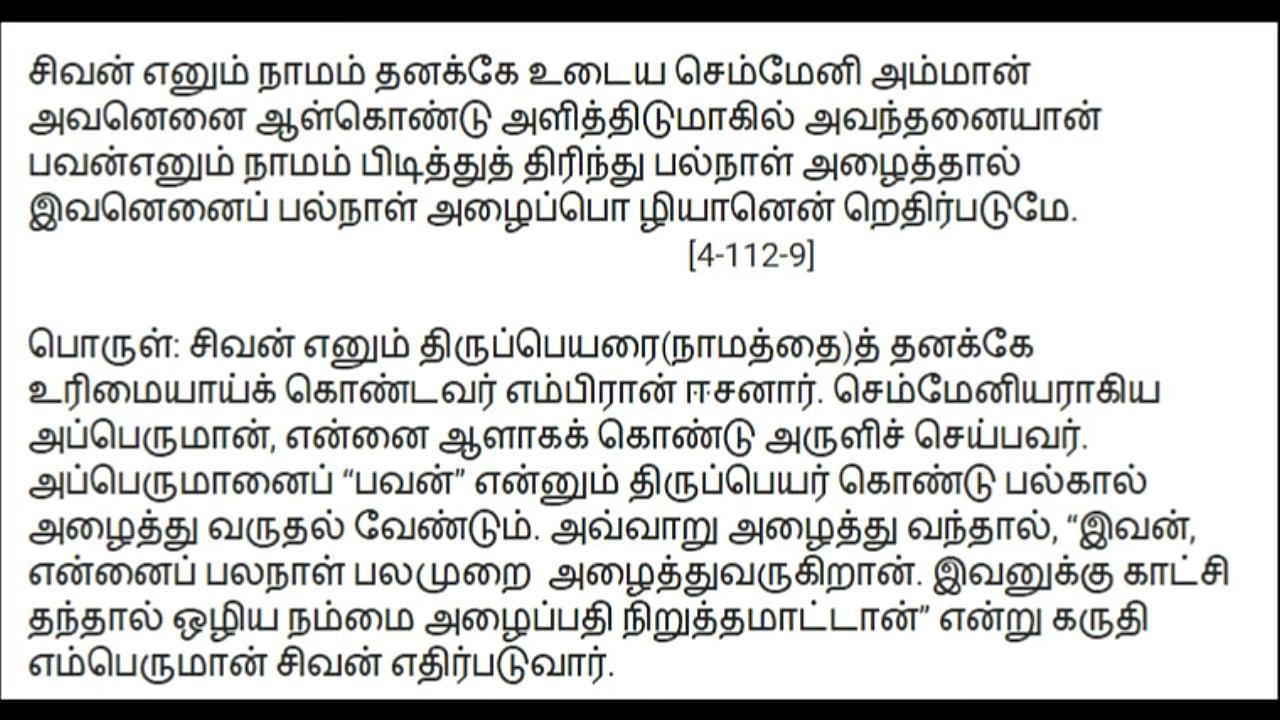 சிவன் எனும் நாமம் தனக்கே உடைய செம்மேனி அம்மான்
அவனெனை ஆள்கொண்டு அளித்திடுமாகில் அவந்தனையான்
பவன்எனும் நாமம் பிடித்துத் திரிந்து பல்நாள் அழைத்தால்
இவனெனைப் பல்நாள் அழைப்பொ ழியானென் றெதிர்படுமே.
[4-112-9]
பொருள்: சிவன் எனும் திருப்பெயரை(நாமத்தை)த் தனக்கே
உரிமையாய்க் கொண்டவர் எம்பிரான் ஈசனார். செம்மேனியராகிய
அப்பெருமான், என்னை ஆளாகக் கொண்டு அருளிச் செய்பவர்.
அப்பெருமானைப் “பவன்” என்னும் திருப்பெயர் கொண்டு பல்கால்
அழைத்து வருதல் வேண்டும். அவ்வாறு அழைத்து வந்தால், “இவன்,
என்னைப் பலநாள் பலமுறை அழைத்துவருகிறான். இவனுக்கு காட்சி
தந்தால் ஒழிய நம்மை அழைப்பதி நிறுத்தமாட்டான்” என்று கருதி
எம்பெருமான் சிவன் எதிர்படுவார்.